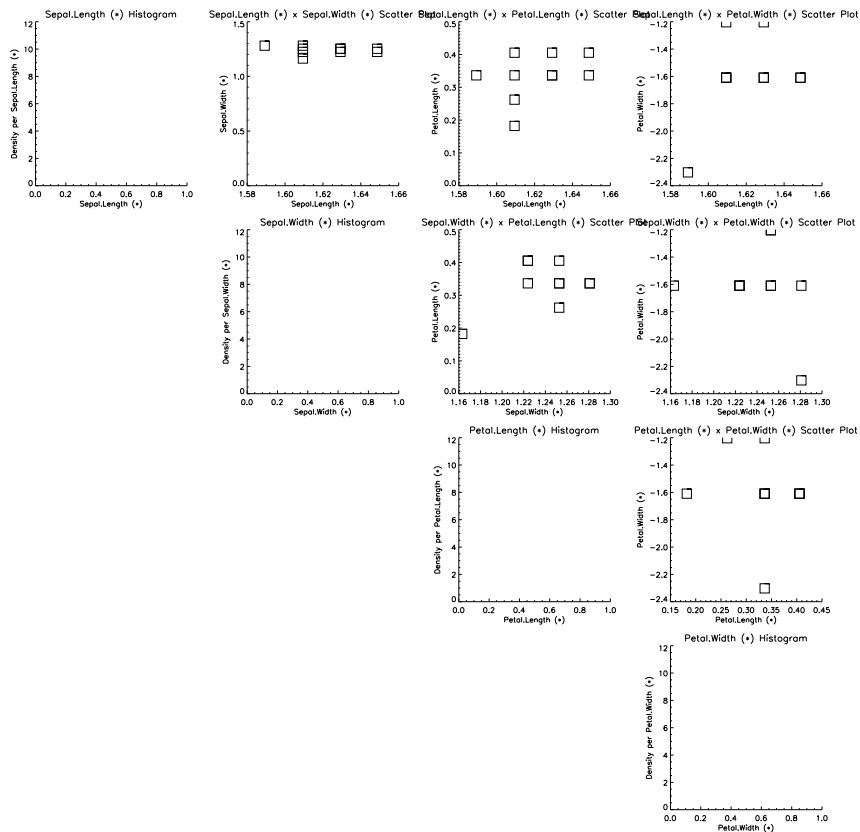 Sepal.Length (*) Histogram
Density per Sepal.Length (*)
12
10
8
6
4
2
0
0.0 0.2 0.4 0.6 0.8 1.0
Sepal.Length (*)
Sepal.Length (*) x Sepal.Width (*) Scatter Plot
Sepal.Width (*)
1.5
1.0
0.5
0.0
1.58 1.60 1.62 1.64 1.66
Sepal.Length (*)
Sepal.Length (*) x Petal.Length (*) Scatter Plot
Petal.Length (*)
0.5
0.4
0.3
0.2
0.1
0.0
1.58 1.60 1.62 1.64 1.66
Sepal.Length (*)
Sepal.Length (*) x Petal.Width (*) Scatter Plot
Petal.Width (*)
-1.2
-1.4
-1.6
-1.8
-2.0
-2.2
-2.4
1.58 1.60 1.62 1.64 1.66
Sepal.Length (*)
Sepal.Width (*) Histogram
Density per Sepal.Width (*)
12
10
8
6
4
2
0
0.0 0.2 0.4 0.6 0.8 1.0
Sepal.Width (*)
Sepal.Width (*) x Petal.Length (*) Scatter Plot
Petal.Length (*)
0.5
0.4
0.3
0.2
0.1
0.0
1.16 1.18 1.20 1.22 1.24 1.26 1.28 1.30
Sepal.Width (*)
Sepal.Width (*) x Petal.Width (*) Scatter Plot
Petal.Width (*)
-1.2
-1.4
-1.6
-1.8
-2.0
-2.2
-2.4
1.16 1.18 1.20 1.22 1.24 1.26 1.28 1.30
Sepal.Width (*)
Petal.Length (*) Histogram
Density per Petal.Length (*)
12
10
8
6
4
2
0
0.0 0.2 0.4 0.6 0.8 1.0
Petal.Length (*)
Petal.Length (*) x Petal.Width (*) Scatter Plot
Petal.Width (*)
-1.2
-1.4
-1.6
-1.8
-2.0
-2.2
-2.4
0.15 0.20 0.25 0.30 0.35 0.40 0.45
Petal.Length (*)
Petal.Width (*) Histogram
Density per Petal.Width (*)
12
10
8
6
4
2
0
0.0 0.2 0.4 0.6 0.8 1.0
Petal.Width (*)